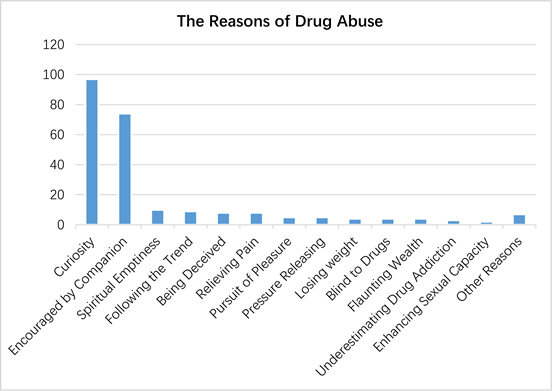 The Reasons of Drug Abuse
120
100
80
60
40
20
0
Curiosity
Encouraged by Companion
Spiritual Emptiness
Following the Trend
Being Deceived
Relieving Pain
Pursuit of Pleasure
Pressure Releasing
Losing weight
Blind to Drugs
Flaunting Wealth
Underestimating Drug Addiction
Enhancing Sexual Capacity
Other Reasons